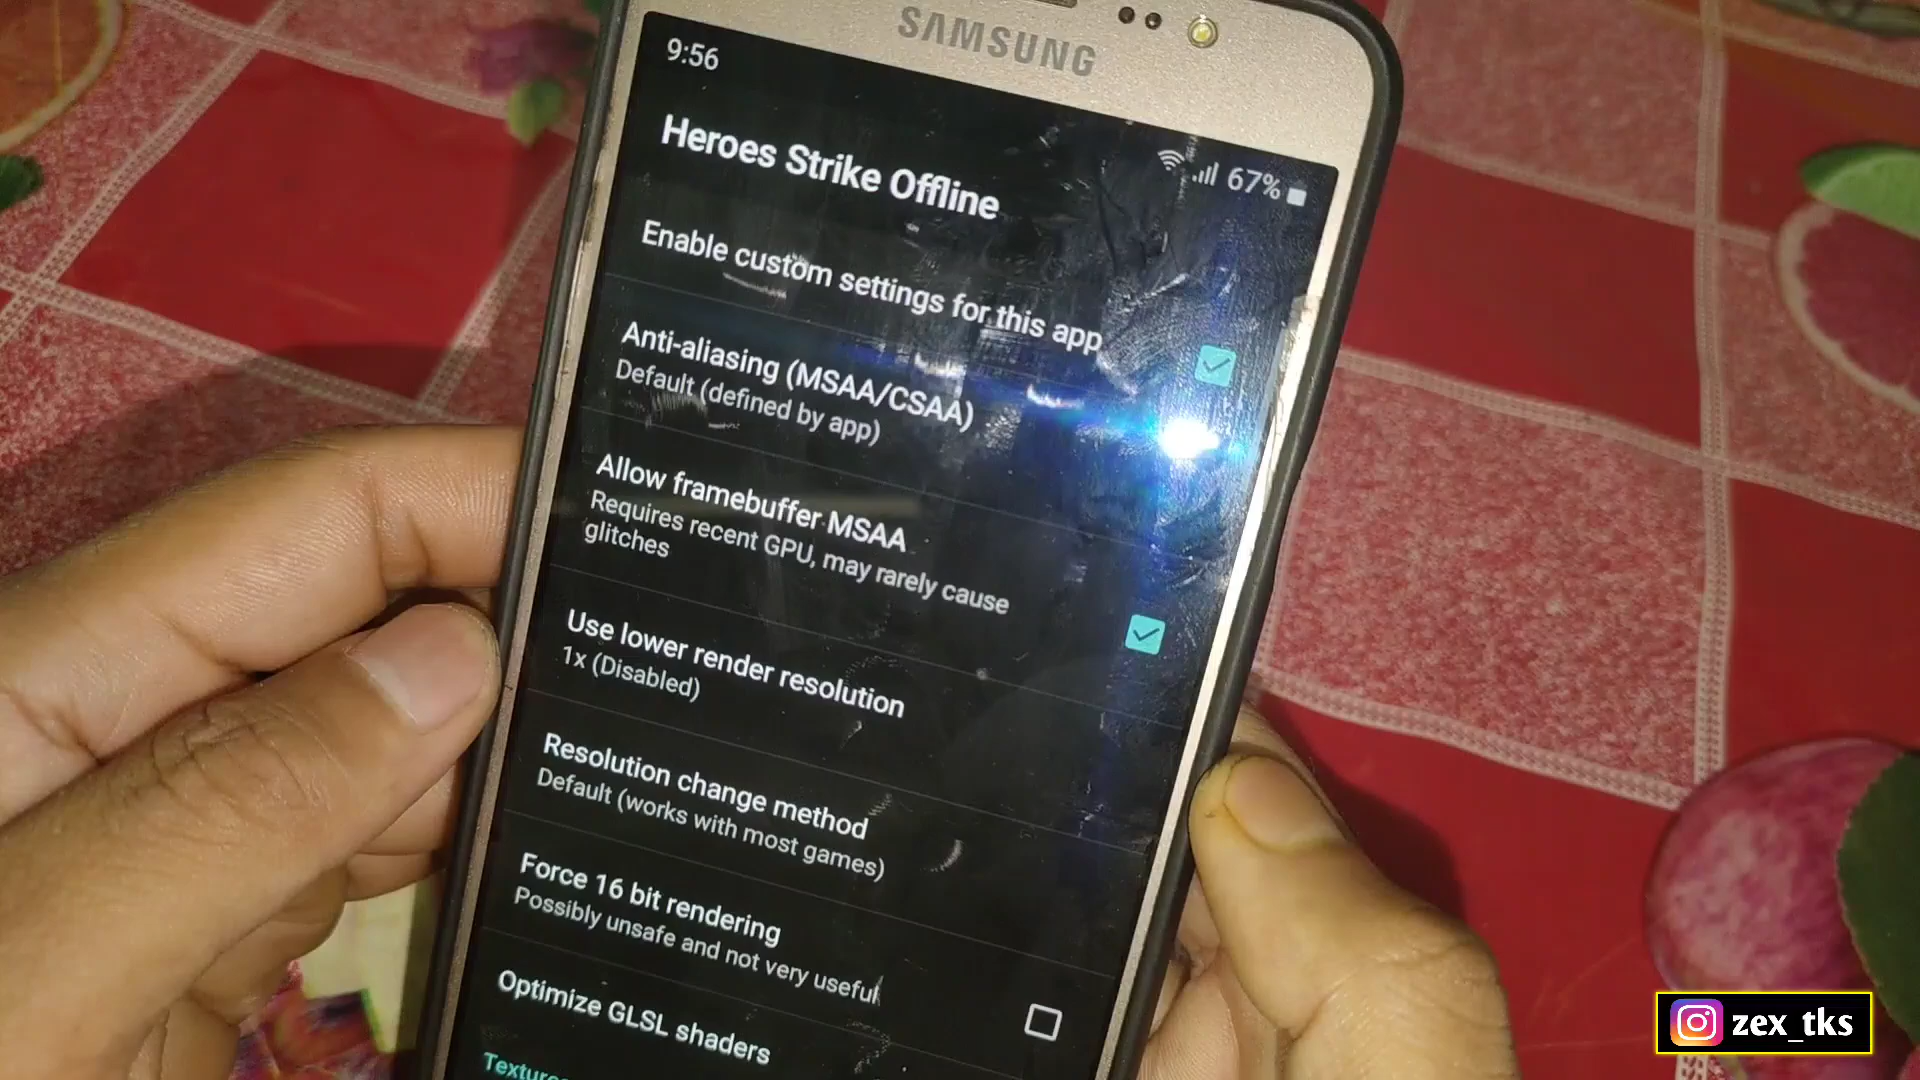 SAMSUNG
9:56
67%
Heroes Strike Offline
Enable custom settings for this app
Anti-aliasing (MSAA/CSAA)
Default (defined by app)
Allow framebuffer MSAA
Requires recent GPU, may rarely cause
glitches
Use lower render resolution
1x (Disabled)
Resolution change method
Default (works with most games)
Force 16 bit rendering
Possibly unsafe and not very useful
Optimize GLSL shaders
Texture
zex_tks